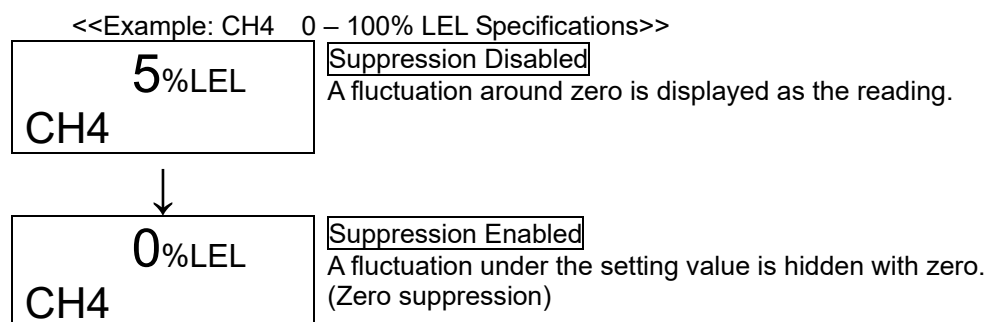 <<Example: CH4 0 – 100% LEL Specifications>>
5%LEL
CH4
Suppression Disabled
A fluctuation around zero is displayed as the reading.
↓
0%LEL
CH4
Suppression Enabled
A fluctuation under the setting value is hidden with zero.
(Zero suppression)